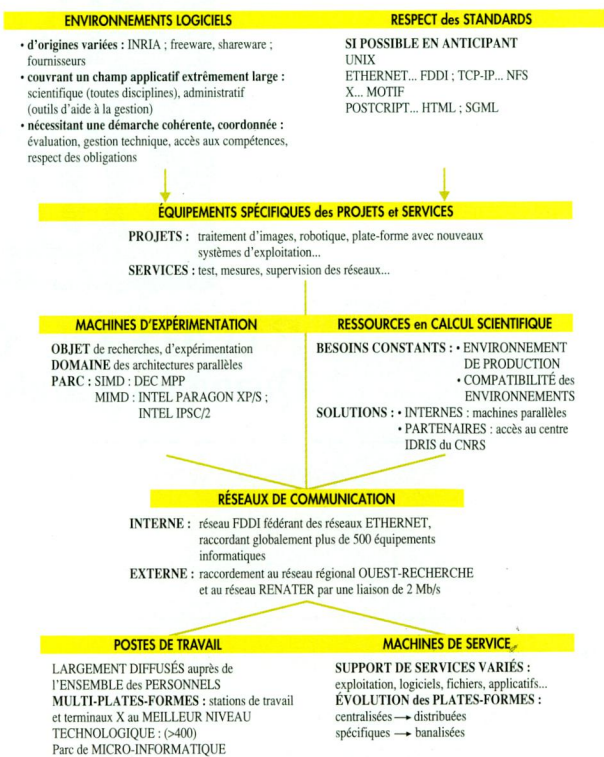 ENVIRONNEMENTS LOGICIELS
• d'origines variées : INRIA ; freeware, shareware ;
fournisseurs
• couvrant un champ applicatif extrêmement large :
scientifique (toutes disciplines), administratif
(outils d'aide à la gestion)
• nécessitant une démarche cohérente, coordonnée :
évaluation, gestion technique, accès aux compétences,
respect des obligations
RESPECT des STANDARDS
SI POSSIBLE EN ANTICIPANT
UNIX
ETHERNET... FDDI ; TCP-IP... NFS
X... MOTIF
POSTCRIPT... HTML ; SGML
ÉQUIPEMENTS SPÉCIFIQUES des PROJETS et SERVICES
PROJETS : traitement d'images, robotique, plate-forme avec nouveaux
systèmes d'exploitation...
SERVICES : test, mesures, supervision des réseaux...
MACHINES D'EXPÉRIMENTATION
OBJET de recherches, d'expérimentation
DOMAINE des architectures parallèles
PARC : SIMD : DEC MPP
MIMD : INTEL PARAGON XP/S ;
INTEL IPSC/2
RESSOURCES en CALCUL SCIENTIFIQUE
BESOINS CONSTANTS : • ENVIRONNEMENT
DE PRODUCTION
• COMPATIBILITÉ des
ENVIRONNEMENTS
SOLUTIONS : • INTERNES : machines parallèles
• PARTENAIRES : accès au centre
IDRIS du CNRS
RÉSEAUX DE COMMUNICATION
INTERNE : réseau FDDI fédérant des réseaux ETHERNET,
raccordant globalement plus de 500 équipements
informatiques
EXTERNE : raccordement au réseau régional OUEST-RECHERCHE
et au réseau RENATER par une liaison de 2 Mb/s
POSTES DE TRAVAIL
LARGEMENT DIFFUSÉS auprès de
l'ENSEMBLE des PERSONNELS
MULTI-PLATES-FORMES : stations de travail
et terminaux X au MEILLEUR NIVEAU
TECHNOLOGIQUE : (>400)
Parc de MICRO-INFORMATIQUE
MACHINES DE SERVICE
SUPPORT DE SERVICES VARIÉS :
exploitation, logiciels, fichiers, applicatifs...
ÉVOLUTION des PLATES-FORMES :
centralisées → distribuées
spécifiques → banalisées